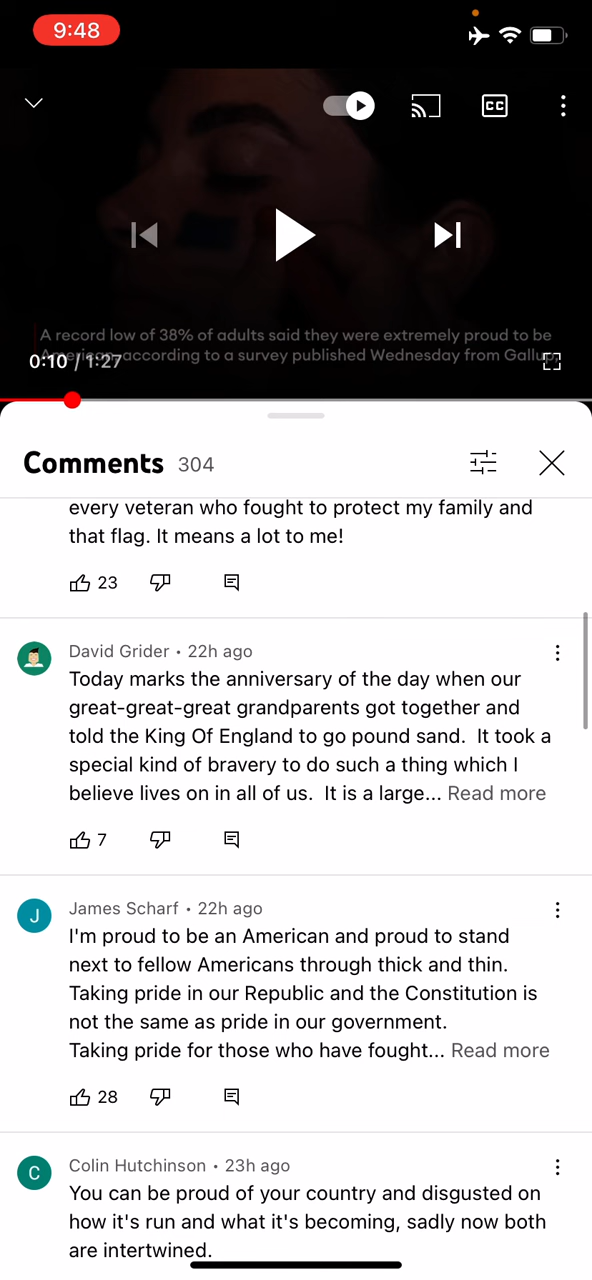 9:48
CC
A record low of 38% of adults said they were extremely proud to be
American, according to a survey published Wednesday from Gallup.
0:10 / 1:27
Comments 304
every veteran who fought to protect my family and
that flag. It means a lot to me!
23
David Grider • 22h ago
Today marks the anniversary of the day when our
great-great-great grandparents got together and
told the King Of England to go pound sand.  It took a
special kind of bravery to do such a thing which I
believe lives on in all of us.  It is a large... Read more
7
J
James Scharf • 22h ago
I'm proud to be an American and proud to stand
next to fellow Americans through thick and thin.
Taking pride in our Republic and the Constitution is
not the same as pride in our government.
Taking pride for those who have fought... Read more
28
C
Colin Hutchinson • 23h ago
You can be proud of your country and disgusted on
how it's run and what it's becoming, sadly now both
are intertwined.